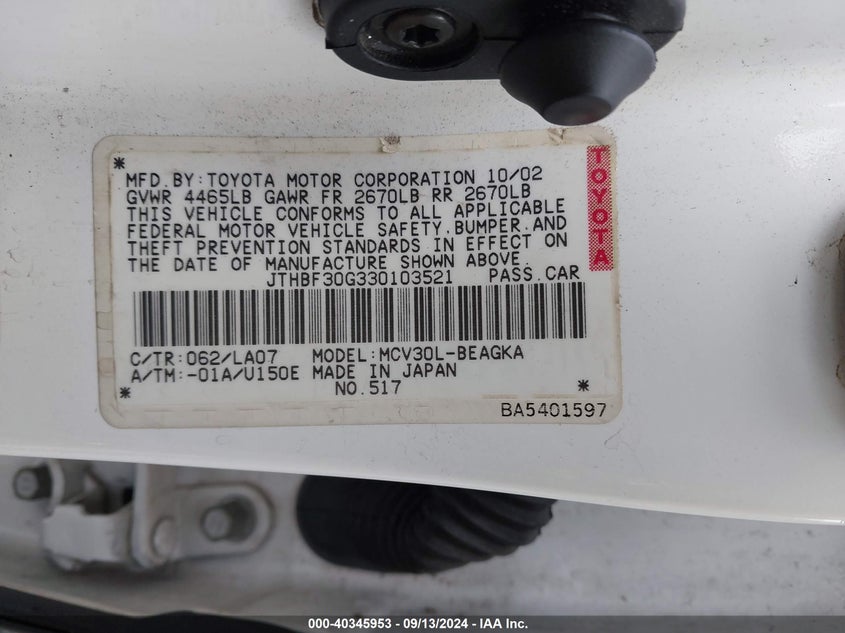 MFD.BY:TOYOTA MOTOR CORPORATION 10/02
GVWR 4465LB GAWR FR 2670LB RR 2670LB
THIS VEHICLE CONFORMS TO ALL APPLICABLE
FEDERAL MOTOR VEHICLE SAFETY,BUMPER,AND
THEFT PREVENTION STANDARDS IN EFFECT ON
THE DATE OF MANUFACTURE SHOWN ABOVE.
JTHBF30G330103521 PASS.CAR
TOYOTA
C/TR:062/LA07 MODEL:MCV30L-BEAGKA
A/TM:-01A/U150E MADE IN JAPAN
NO.517
BA5401597
000-40345953 - 09/13/2024 - IAA Inc.